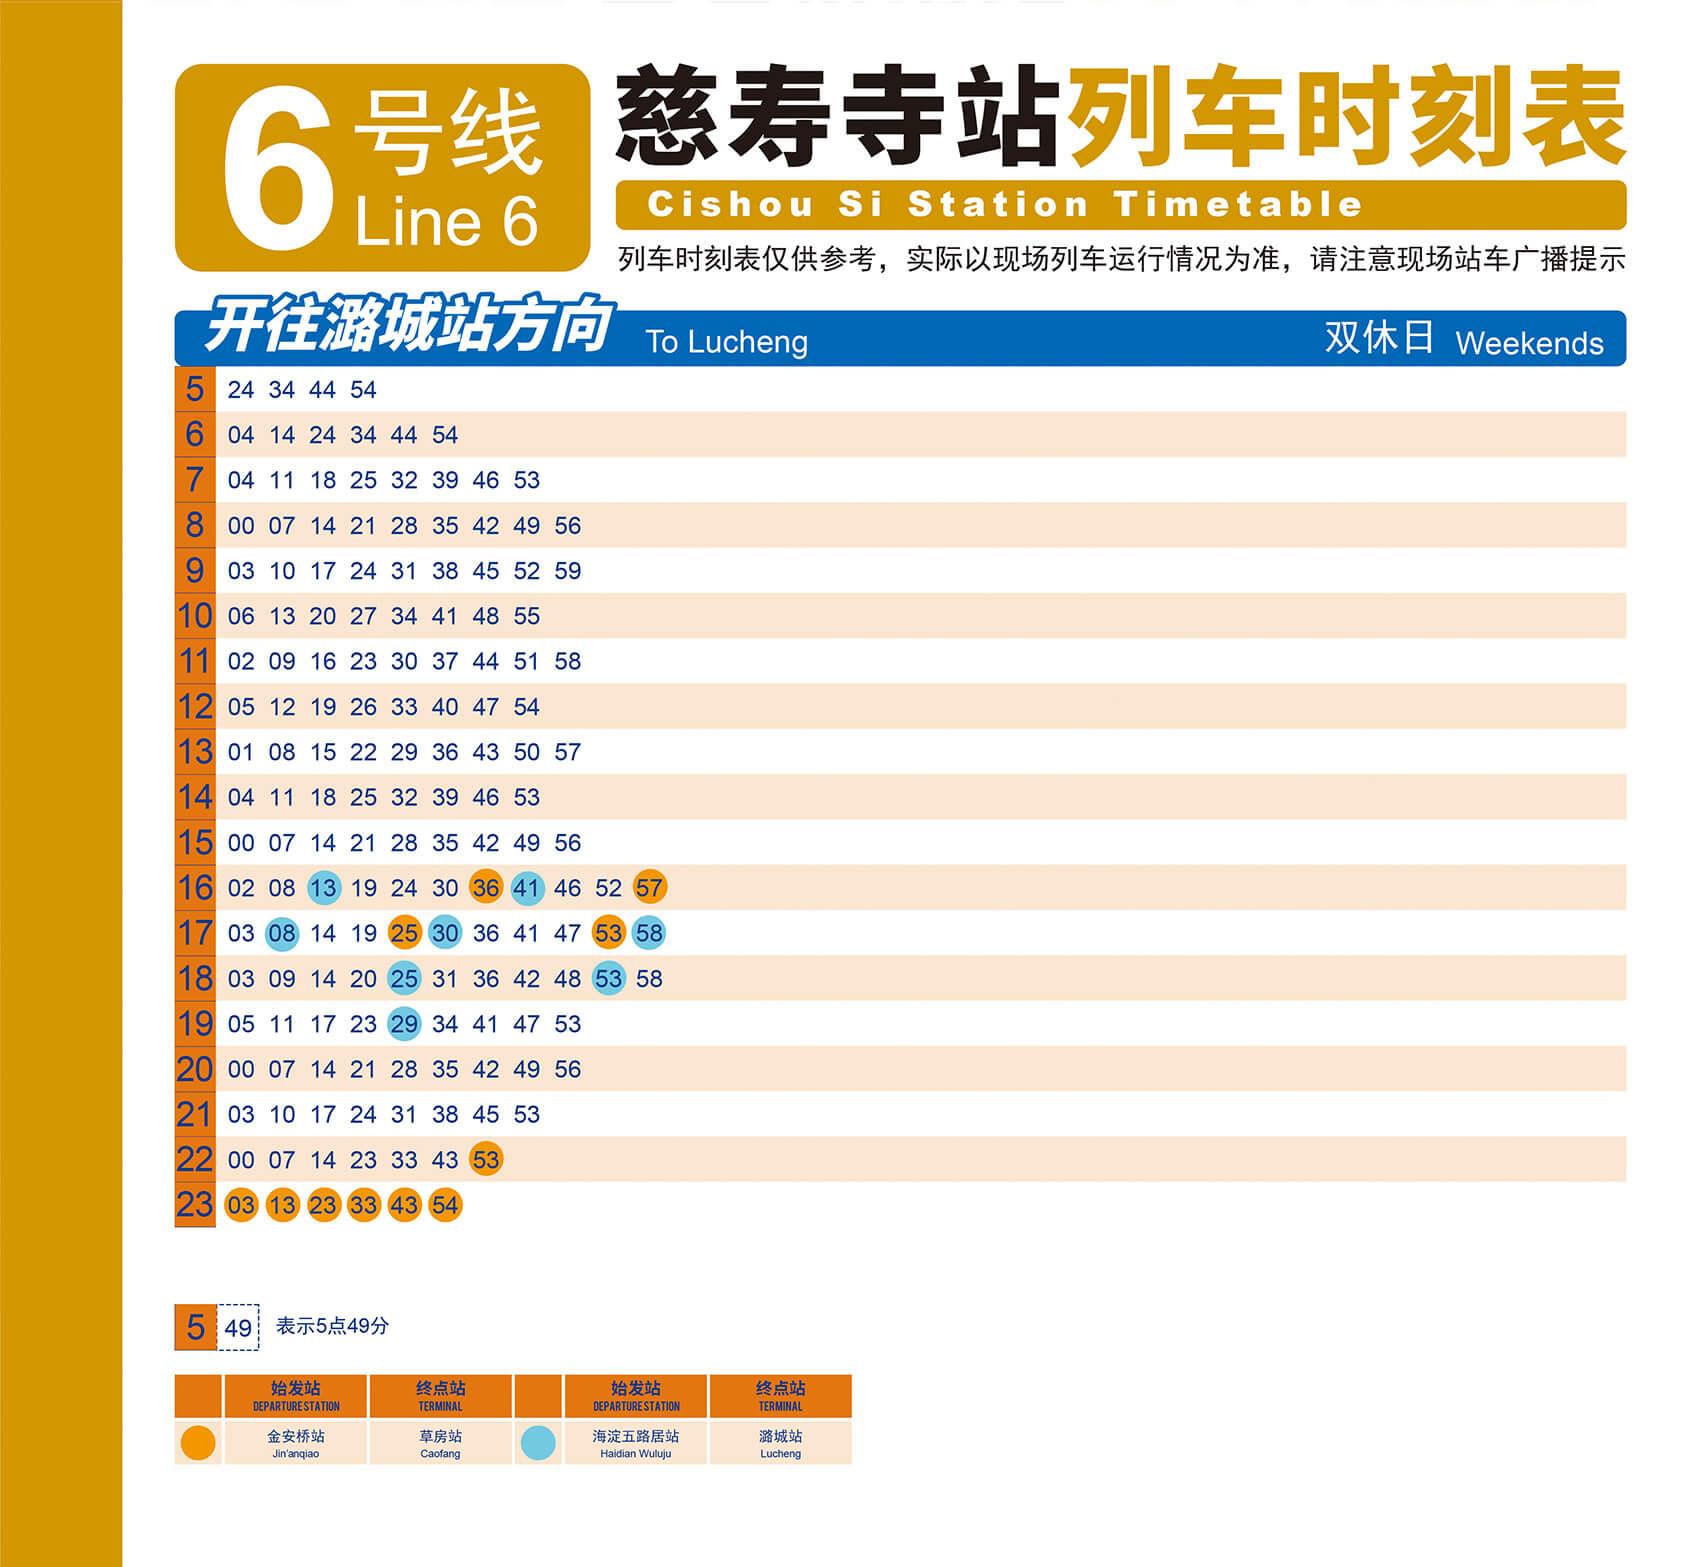 6 号线
Line 6
慈寿寺站列车时刻表
Cishou Si Station Timetable
列车时刻表仅供参考，实际以现场列车运行情况为准，请注意现场站车广播提示
开往潞城站方向 To Lucheng 双休日 Weekends
5 24 34 44 54
6 04 14 24 34 44 54
7 04 11 18 25 32 39 46 53
8 00 07 14 21 28 35 42 49 56
9 03 10 17 24 31 38 45 52 59
10 06 13 20 27 34 41 48 55
11 02 09 16 23 30 37 44 51 58
12 05 12 19 26 33 40 47 54
13 01 08 15 22 29 36 43 50 57
14 04 11 18 25 32 39 46 53
15 00 07 14 21 28 35 42 49 56
16 02 08 13 19 24 30 36 41 46 52 57
17 03 08 14 19 25 30 36 41 47 53 58
18 03 09 14 20 25 31 36 42 48 53 58
19 05 11 17 23 29 34 41 47 53
20 00 07 14 21 28 35 42 49 56
21 03 10 17 24 31 38 45 53
22 00 07 14 23 33 43 53
23 03 13 23 33 43 54
5 49 表示5点49分
始发站 终点站 始发站 终点站
DEPARTURE STATION TERMINAL DEPARTURE STATION TERMINAL
金安桥站 草房站 海淀五路居站 潞城站
Jin'anqiao Caofang Haidian Wuluju Lucheng